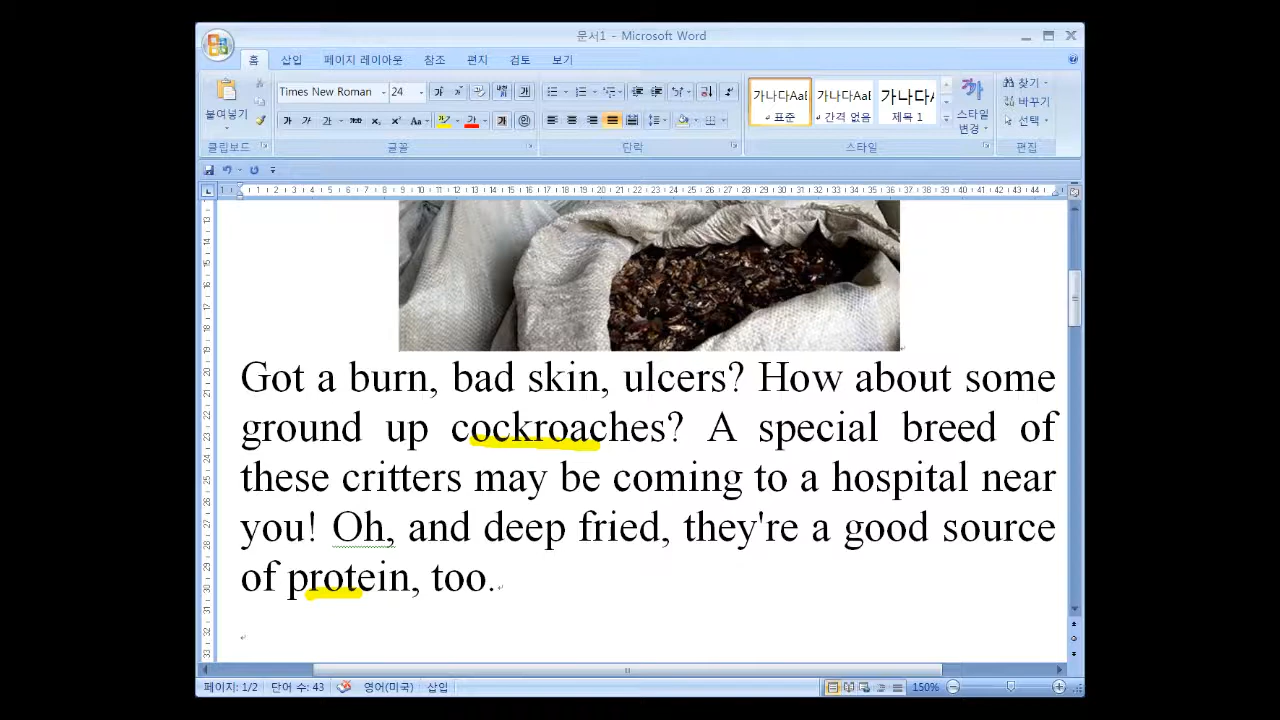 문서1 - Microsoft Word
홈 삽입 페이지 레이아웃 참조 편지 검토 보기
Times New Roman 24
가나다AaB 가나다AaB 가나다A
붙여넣기
표준 간격 없음 제목 1
스타일 변경
찾기
바꾸기
선택
클립보드 글꼴 단락 스타일 편집
Got a burn, bad skin, ulcers? How about some
ground up cockroaches? A special breed of
these critters may be coming to a hospital near
you! Oh, and deep fried, they're a good source
of protein, too.
페이지: 1/2 단어 수: 43 영어(미국) 삽입 150%